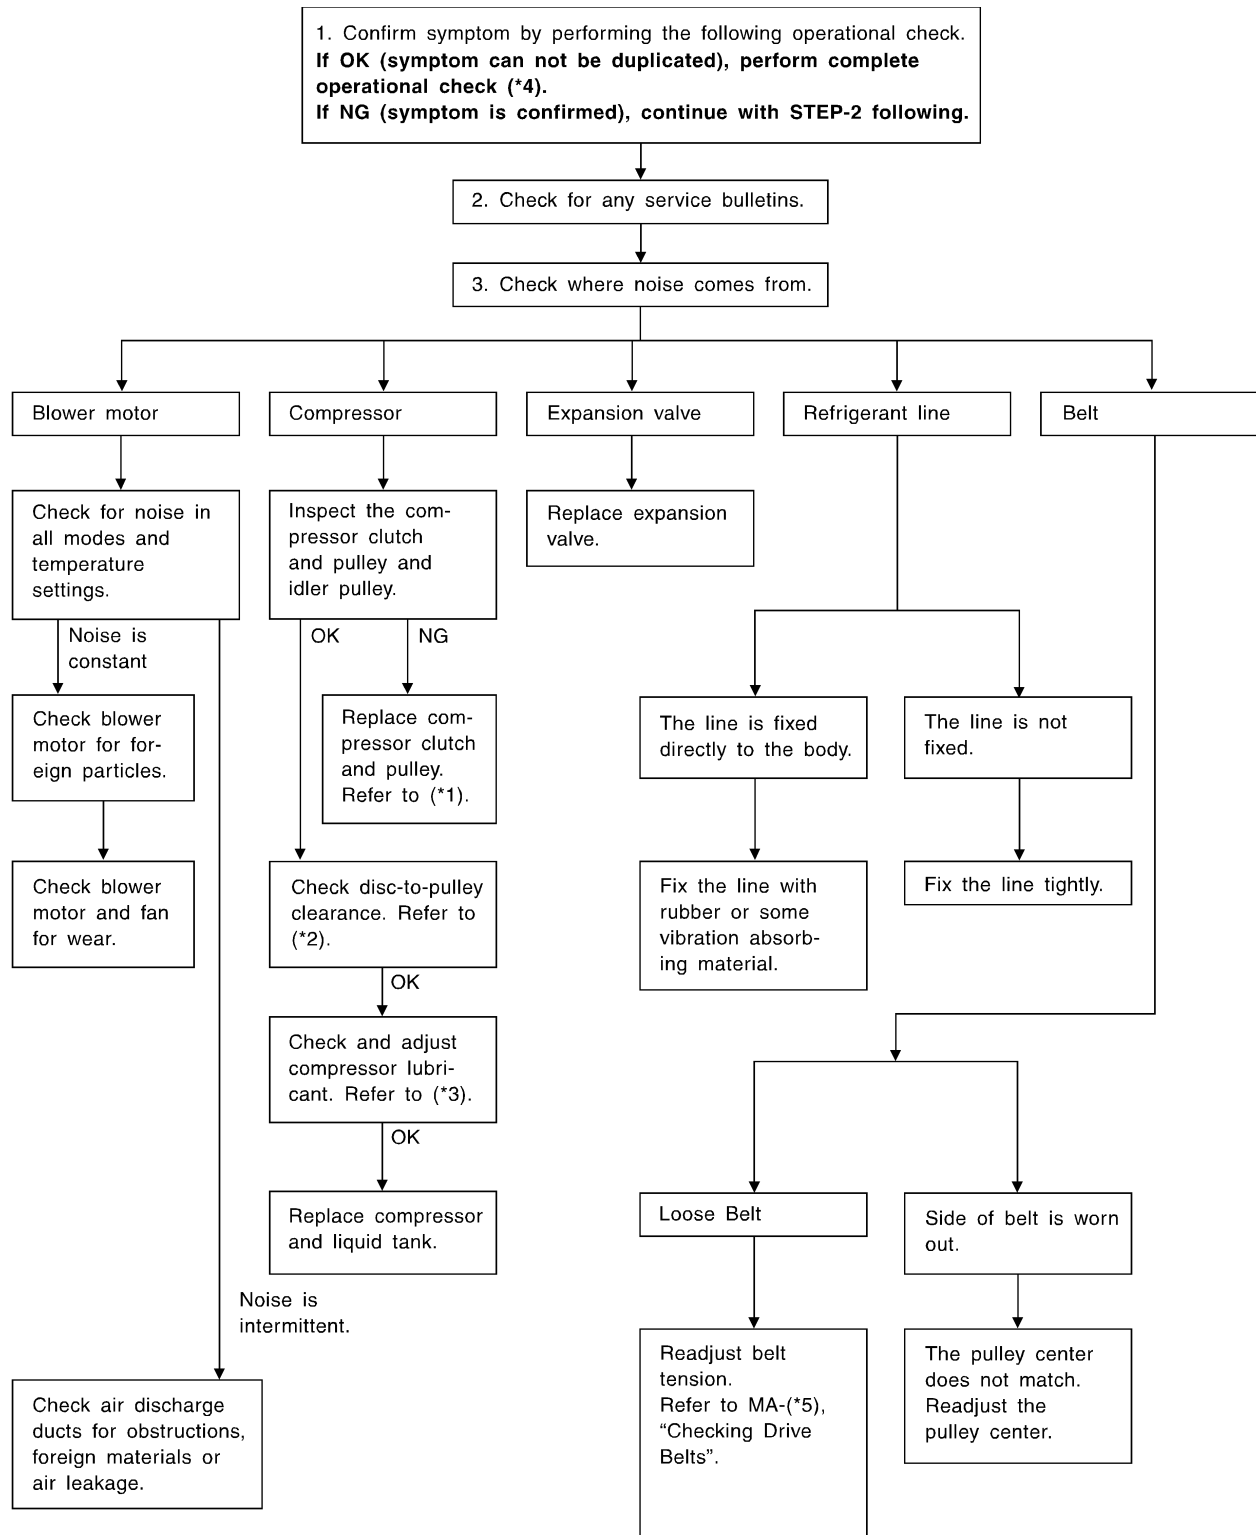 1. Confirm symptom by performing the following operational check.
If OK (symptom can not be duplicated), perform complete
operational check (*4).
If NG (symptom is confirmed), continue with STEP-2 following.
2. Check for any service bulletins.
3. Check where noise comes from.
Blower motor
Compressor
Expansion valve
Refrigerant line
Belt
Check for noise in
all modes and
temperature
settings.
Inspect the com-
pressor clutch
and pulley and
idler pulley.
Replace expansion
valve.
Noise is
constant
OK
NG
Check blower
motor for for-
eign particles.
Replace com-
pressor clutch
and pulley.
Refer to (*1).
The line is fixed
directly to the body.
The line is not
fixed.
Check blower
motor and fan
for wear.
Check disc-to-pulley
clearance. Refer to
(*2).
Fix the line with
rubber or some
vibration absorb-
ing material.
Fix the line tightly.
OK
Check and adjust
compressor lubri-
cant. Refer to (*3).
OK
Replace compressor
and liquid tank.
Loose Belt
Side of belt is worn
out.
Noise is
intermittent.
Check air discharge
ducts for obstructions,
foreign materials or
air leakage.
Readjust belt
tension.
Refer to MA-(*5),
“Checking Drive
Belts”.
The pulley center
does not match.
Readjust the
pulley center.